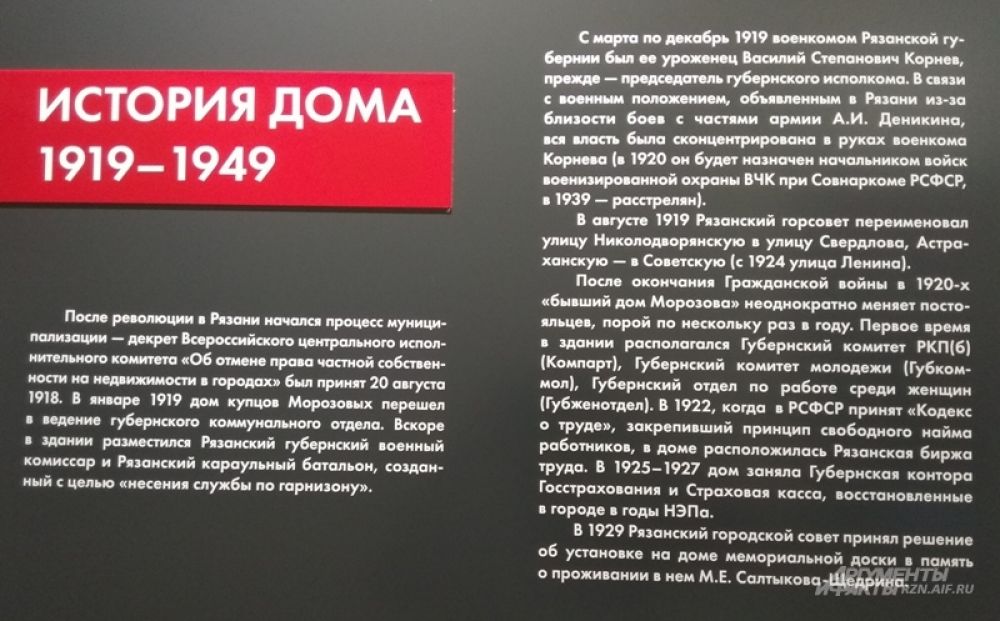 ИСТОРИЯ ДОМА
1919–1949
После революции в Рязани начался процесс муници-
пализации — декрет Всероссийского центрального испол-
нительного комитета «Об отмене права частной собствен-
ности на недвижимости в городах» был принят 20 августа
1918. В январе 1919 дом купцов Морозовых перешел
в ведение губернского коммунального отдела. Вскоре
в здании разместился Рязанский губернский военный
комиссар и Рязанский караульный батальон, создан-
ный с целью «несения службы по гарнизону».
С марта по декабрь 1919 военкомом Рязанской гу-
бернии был ее уроженец Василий Степанович Корнев,
прежде — председатель губернского исполкома. В связи
с военным положением, объявленным в Рязани из-за
близости боев с частями армии А.И. Деникина,
вся власть была сконцентрирована в руках военкома
Корнева (в 1920 он будет назначен начальником войск
военизированной охраны ВЧК при Совнаркоме РСФСР,
в 1939 — расстрелян).
В августе 1919 Рязанский горсовет переименовал
улицу Николодворянскую в улицу Свердлова, Астра-
ханскую — в Советскую (с 1924 улица Ленина).
После окончания Гражданской войны в 1920-х
«бывший дом Морозова» неоднократно меняет посто-
яльцев, порой по нескольку раз в году. Первое время
в здании располагался Губернский комитет РКП(б)
(Компарт), Губернский комитет молодежи (Губком-
мол), Губернский отдел по работе среди женщин
(Губженотдел). В 1922, когда в РСФСР принят «Кодекс
о труде», закрепивший принцип свободного найма
работников, в доме расположилась Рязанская биржа
труда. В 1925–1927 дом заняла Губернская контора
Госстрахования и Страховая касса, восстановленные
в городе в годы НЭПа.
В 1929 Рязанский городской совет принял решение
об установке на доме мемориальной доски в память
о проживании в нем М.Е. Салтыкова-Щедрина.
АРГУМЕНТЫ
И ФАКТЫ RZN.AIF.RU